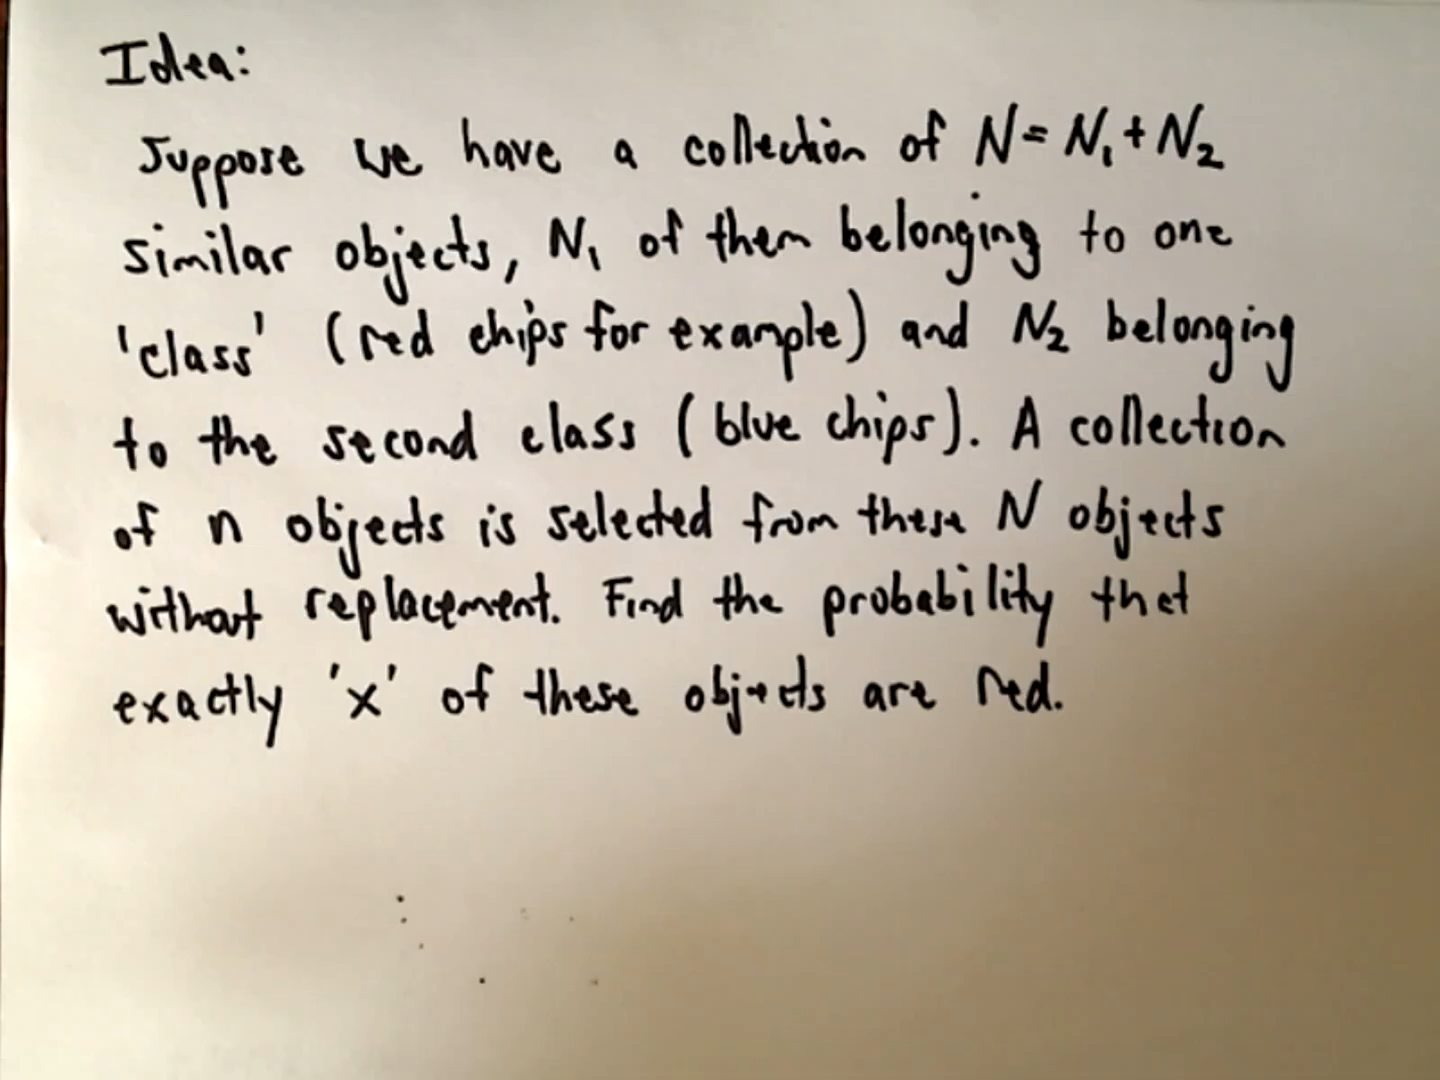 Idea:
Suppose we have a collection of N = N₁ + N₂
similar objects, N₁ of them belonging to one
'class' (red chips for example) and N₂ belonging
to the second class (blue chips). A collection
of n objects is selected from these N objects
without replacement. Find the probability that
exactly 'x' of these objects are red.